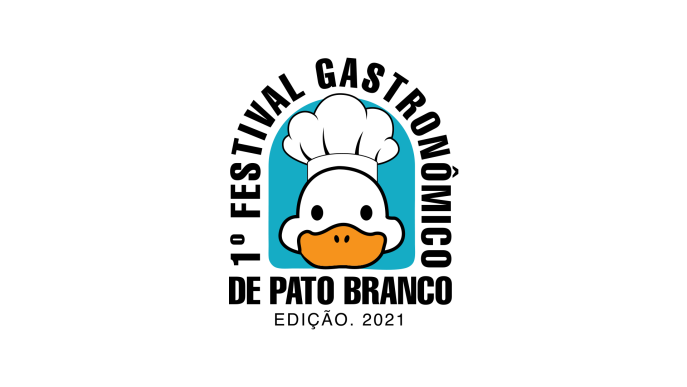 1º FESTIVAL GASTRONÔMICO
DE PATO BRANCO
EDIÇÃO. 2021